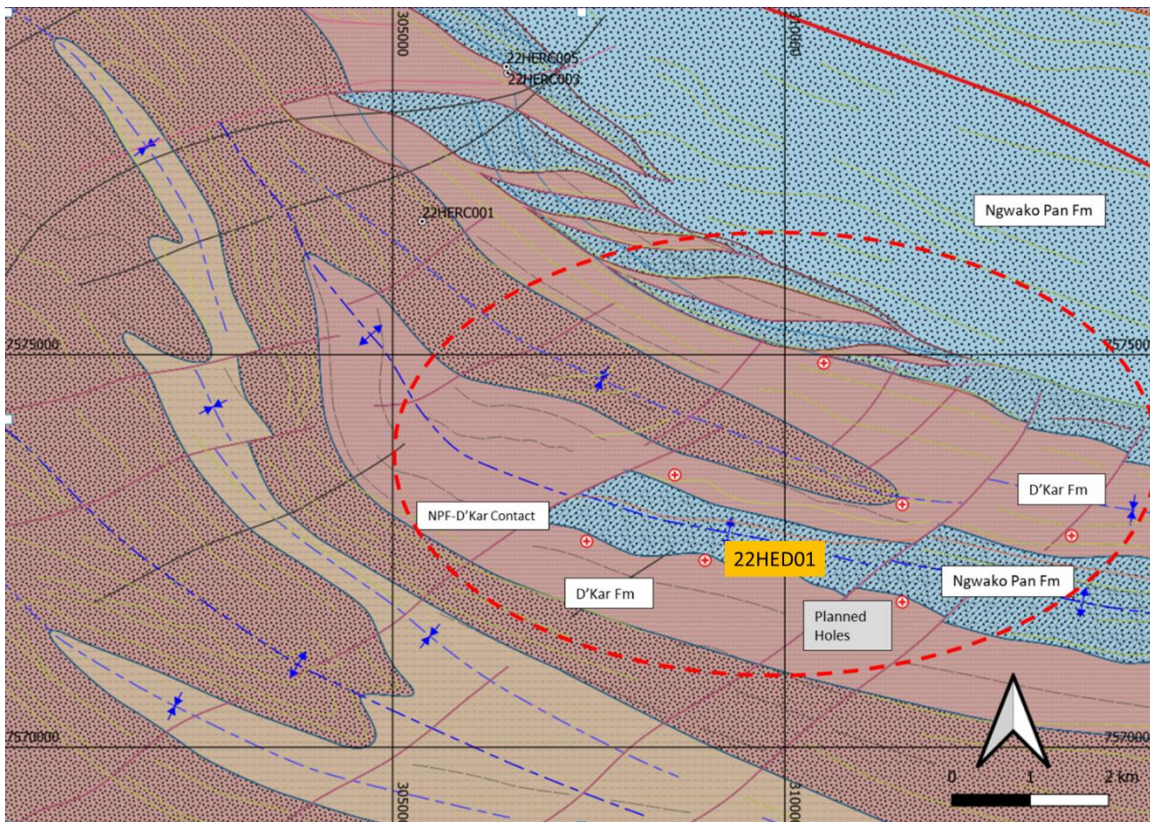 305000
310000
22HERC005
22HERC003
Ngwako Pan Fm
22HERC001
7575000
7575000
D'Kar Fm
NPF-D'Kar Contact
22HED01
D'Kar Fm
Ngwako Pan Fm
Planned
Holes
7570000
7570000
305000
310000
0 1 2 km